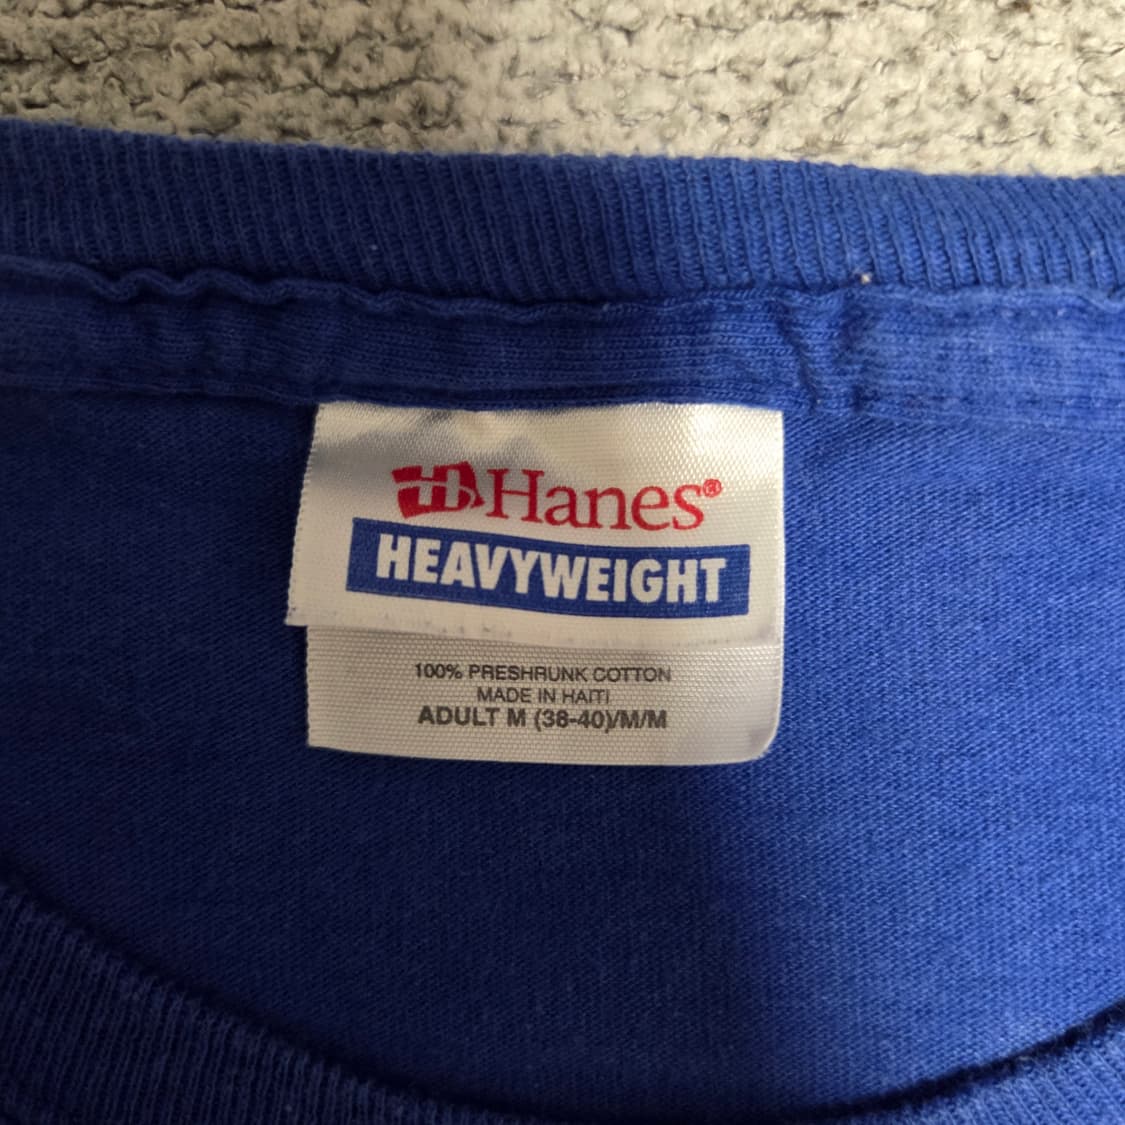 Hanes®
HEAVYWEIGHT
100% PRESHRUNK COTTON
MADE IN HAITI
ADULT M (38-40)/M/M